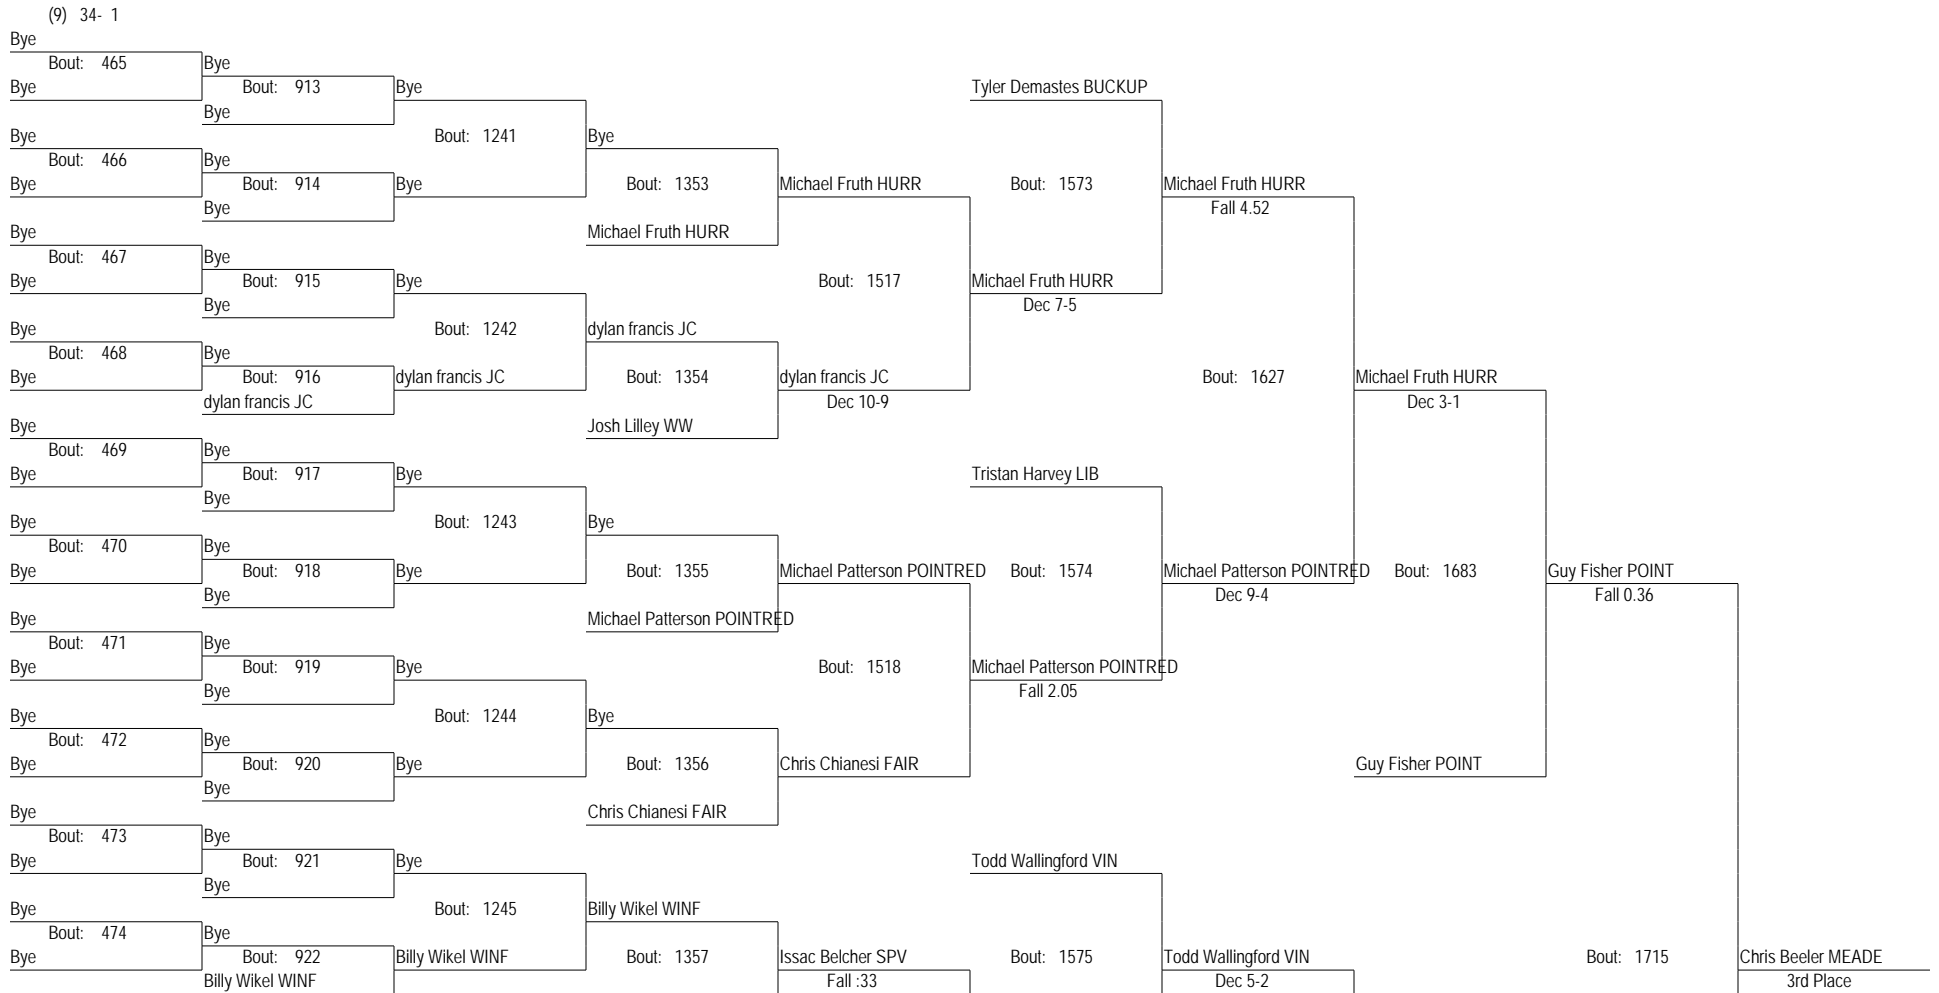 (9) 34- 1
Bye
Bout: 465 Bye
Bye Bout: 913 Bye Tyler Demastes BUCKUP
Bye
Bye Bout: 1241 Bye
Bout: 466 Bye
Bye Bout: 914 Bye Bout: 1353 Michael Fruth HURR Bout: 1573 Michael Fruth HURR
Bye Fall 4.52
Bye Michael Fruth HURR
Bout: 467 Bye
Bye Bout: 915 Bye Bout: 1517 Michael Fruth HURR
Bye Dec 7-5
Bye Bout: 1242 dylan francis JC
Bout: 468 Bye
Bye Bout: 916 dylan francis JC Bout: 1354 dylan francis JC Bout: 1627 Michael Fruth HURR
dylan francis JC Dec 10-9 Dec 3-1
Bye Josh Lilley WW
Bout: 469 Bye
Bye Bout: 917 Bye Tristan Harvey LIB
Bye
Bye Bout: 1243 Bye
Bout: 470 Bye
Bye Bout: 918 Bye Bout: 1355 Michael Patterson POINTRED Bout: 1574 Michael Patterson POINTRED Bout: 1683 Guy Fisher POINT
Bye Dec 9-4 Fall 0.36
Bye Michael Patterson POINTRED
Bout: 471 Bye
Bye Bout: 919 Bye Bout: 1518 Michael Patterson POINTRED
Bye Fall 2.05
Bye Bout: 1244 Bye
Bout: 472 Bye
Bye Bout: 920 Bye Bout: 1356 Chris Chianesi FAIR Guy Fisher POINT
Bye
Bye Chris Chianesi FAIR
Bout: 473 Bye
Bye Bout: 921 Bye Todd Wallingford VIN
Bye
Bye Bout: 1245 Billy Wikel WINF
Bout: 474 Bye
Bye Bout: 922 Billy Wikel WINF Bout: 1357 Issac Belcher SPV Bout: 1575 Todd Wallingford VIN Bout: 1715 Chris Beeler MEADE
Billy Wikel WINF Fall :33 Dec 5-2 3rd Place